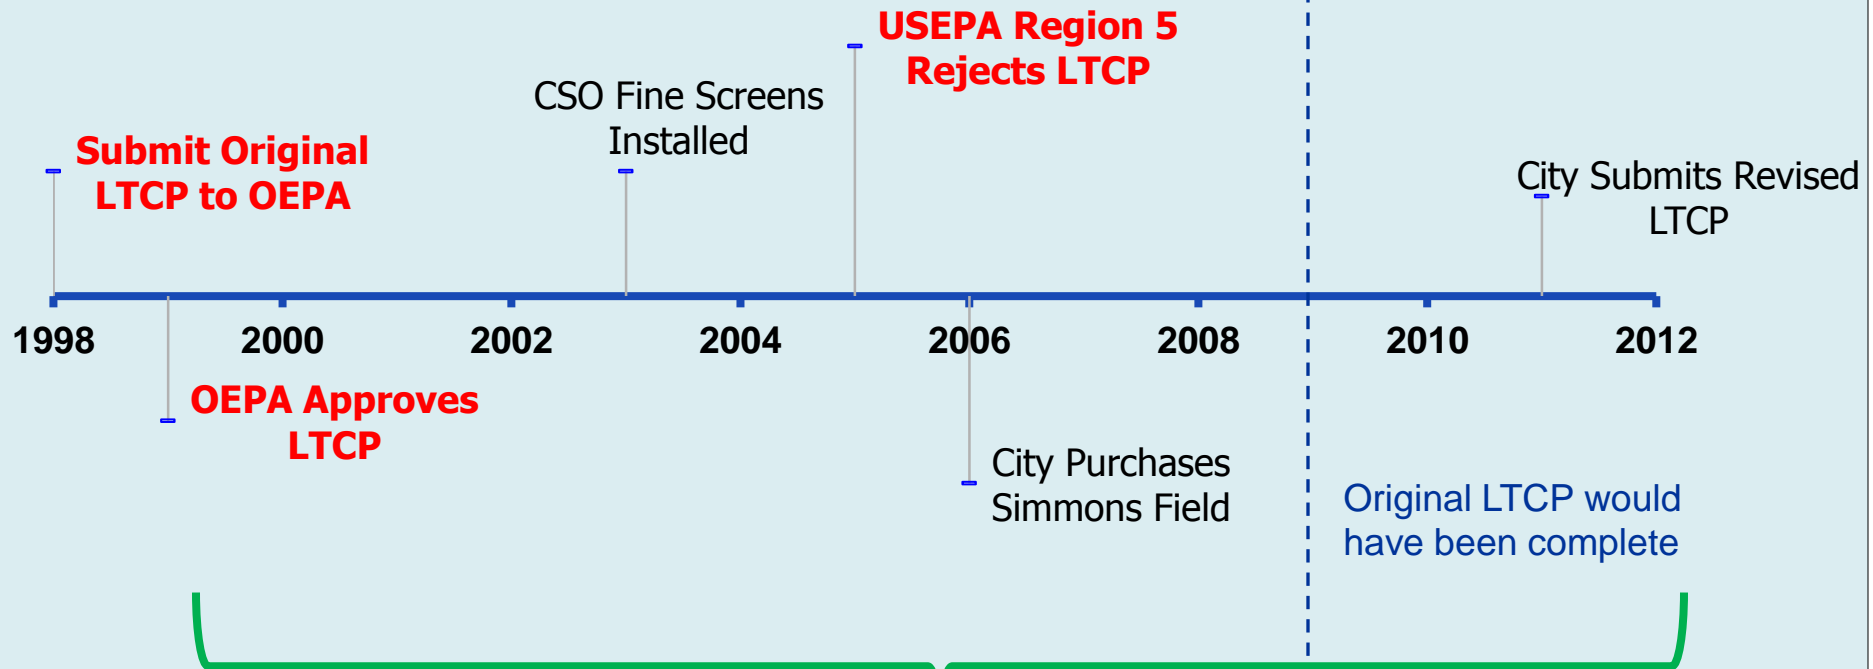 USEPA Region 5
Rejects LTCP
CSO Fine Screens
Installed
Submit Original
LTCP to OEPA
City Submits Revised
LTCP
1998 2000 2002 2004 2006 2008 2010 2012
OEPA Approves
LTCP
City Purchases
Simmons Field
Original LTCP would
have been complete